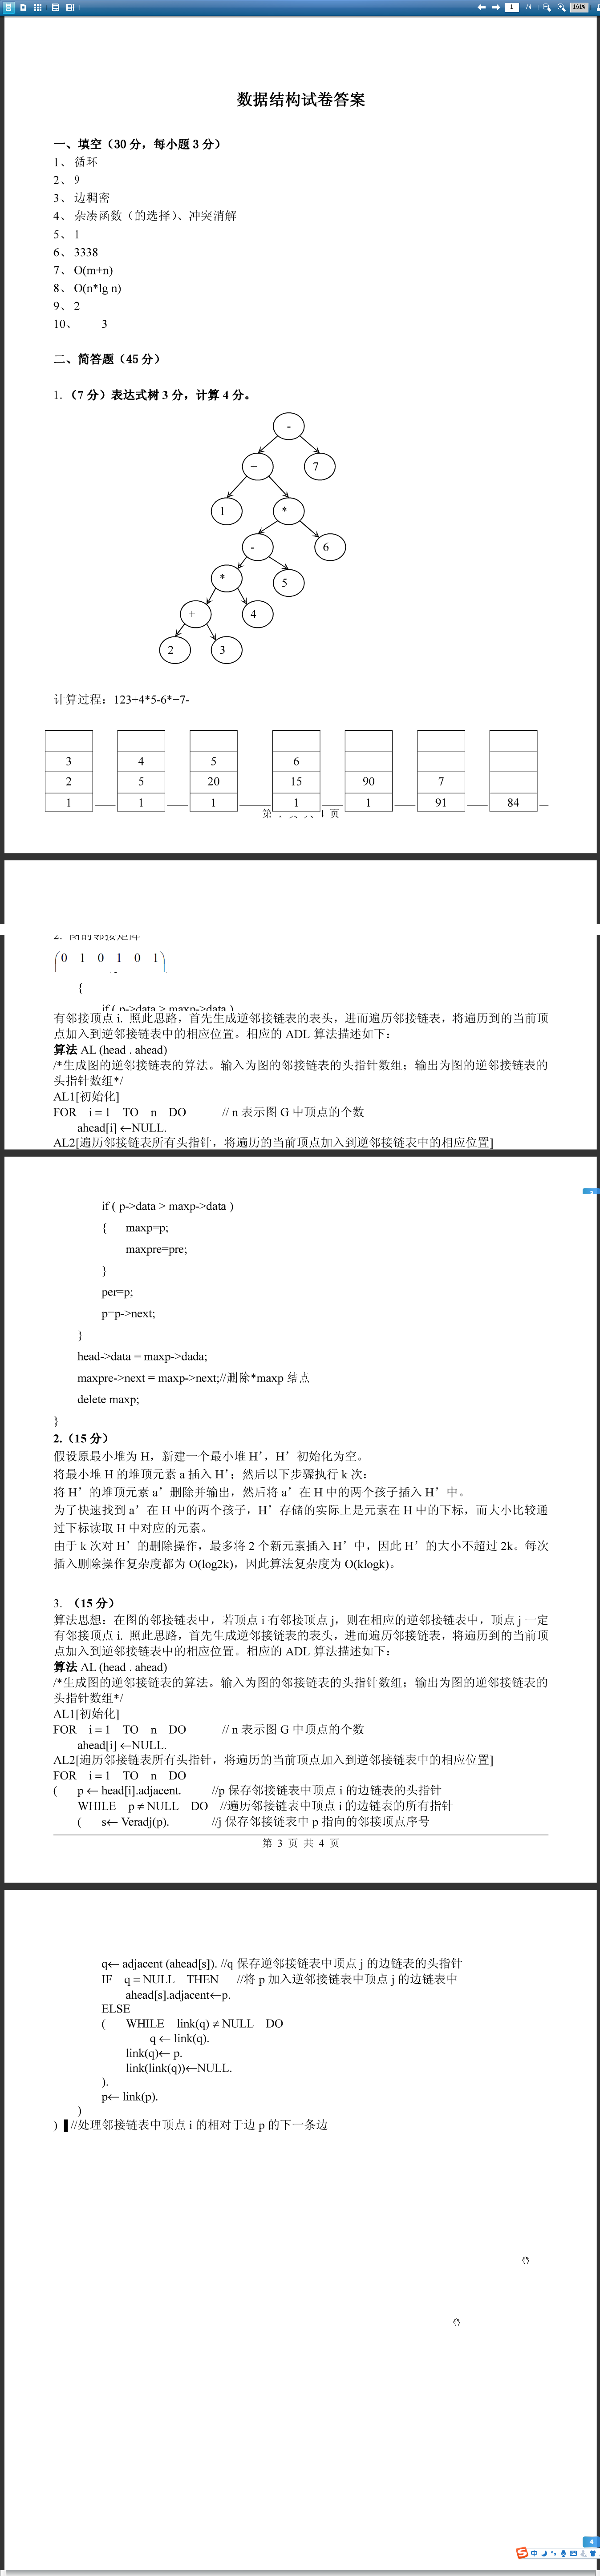 1 /4 161%
数据结构试卷答案
一、填空（30 分，每小题 3 分）
1、 循环
2、 9
3、 边稠密
4、 杂凑函数（的选择）、冲突消解
5、 1
6、 3338
7、 O(m+n)
8、 O(n*lg n)
9、 2
10、 3
二、简答题（45 分）
1.（7 分）表达式树 3 分，计算 4 分。
-
+ 7
1 *
- 6
* 5
+ 4
2 3
计算过程：123+4*5-6*+7-
3 4 5 6
2 5 20 15 90 7
1 1 1 1 1 91 84
第 页
2. 图的邻接矩阵
0 1 0 1 0 1
{
if ( p->data > maxp->data )
有邻接顶点 i. 照此思路，首先生成逆邻接链表的表头，进而遍历邻接链表，将遍历到的当前顶
点加入到逆邻接链表中的相应位置。相应的 ADL 算法描述如下：
算法 AL (head . ahead)
/*生成图的逆邻接链表的算法。输入为图的邻接链表的头指针数组；输出为图的逆邻接链表的
头指针数组*/
AL1[初始化]
FOR i = 1 TO n DO // n 表示图 G 中顶点的个数
ahead[i] ←NULL.
AL2[遍历邻接链表所有头指针，将遍历的当前顶点加入到逆邻接链表中的相应位置]
if ( p->data > maxp->data )
{ maxp=p;
maxpre=pre;
}
per=p;
p=p->next;
}
head->data = maxp->dada;
maxpre->next = maxp->next;//删除*maxp 结点
delete maxp;
}
2.（15 分）
假设原最小堆为 H，新建一个最小堆 H’，H’初始化为空。
将最小堆 H 的堆顶元素 a 插入 H’；然后以下步骤执行 k 次：
将 H’的堆顶元素 a’删除并输出，然后将 a’在 H 中的两个孩子插入 H’中。
为了快速找到 a’在 H 中的两个孩子，H’存储的实际上是元素在 H 中的下标，而大小比较通
过下标读取 H 中对应的元素。
由于 k 次对 H’的删除操作，最多将 2 个新元素插入 H’中，因此 H’的大小不超过 2k。每次
插入删除操作复杂度都为 O(log2k)，因此算法复杂度为 O(klogk)。
3. （15 分）
算法思想：在图的邻接链表中，若顶点 i 有邻接顶点 j，则在相应的逆邻接链表中，顶点 j 一定
有邻接顶点 i. 照此思路，首先生成逆邻接链表的表头，进而遍历邻接链表，将遍历到的当前顶
点加入到逆邻接链表中的相应位置。相应的 ADL 算法描述如下：
算法 AL (head . ahead)
/*生成图的逆邻接链表的算法。输入为图的邻接链表的头指针数组；输出为图的逆邻接链表的
头指针数组*/
AL1[初始化]
FOR i = 1 TO n DO // n 表示图 G 中顶点的个数
ahead[i] ←NULL.
AL2[遍历邻接链表所有头指针，将遍历的当前顶点加入到逆邻接链表中的相应位置]
FOR i = 1 TO n DO
( p ← head[i].adjacent. //p 保存邻接链表中顶点 i 的边链表的头指针
WHILE p ≠ NULL DO //遍历邻接链表中顶点 i 的边链表的所有指针
( s← Veradj(p). //j 保存邻接链表中 p 指向的邻接顶点序号
第 3 页 共 4 页
q← adjacent (ahead[s]). //q 保存逆邻接链表中顶点 j 的边链表的头指针
IF q = NULL THEN //将 p 加入逆邻接链表中顶点 j 的边链表中
ahead[s].adjacent←p.
ELSE
( WHILE link(q) ≠ NULL DO
q ← link(q).
link(q)← p.
link(link(q))←NULL.
).
p← link(p).
)
) ▌//处理邻接链表中顶点 i 的相对于边 p 的下一条边
4
中